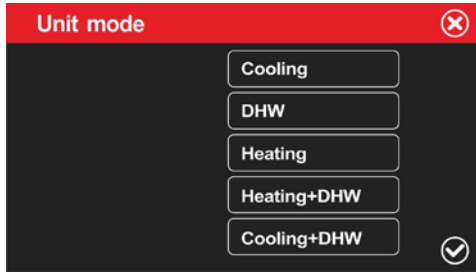 Unit mode
Cooling
DHW
Heating
Heating+DHW
Cooling+DHW